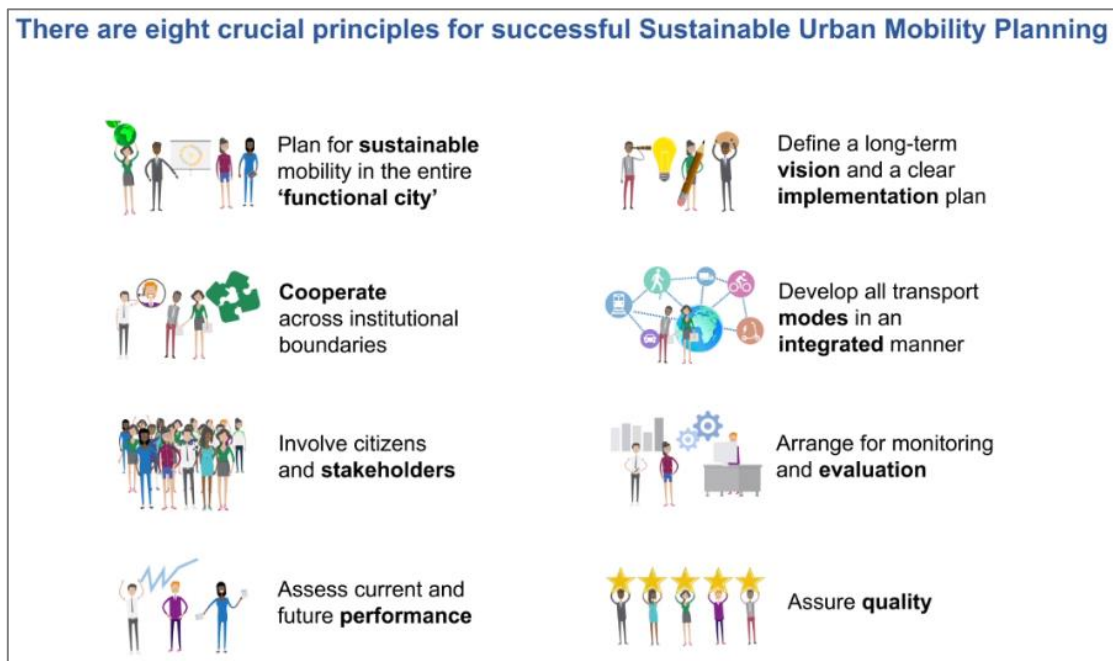 There are eight crucial principles for successful Sustainable Urban Mobility Planning
Plan for sustainable
mobility in the entire
‘functional city’
Cooperate
across institutional
boundaries
Involve citizens
and stakeholders
Assess current and
future performance
Define a long-term
vision and a clear
implementation plan
Develop all transport
modes in an
integrated manner
Arrange for monitoring
and evaluation
Assure quality